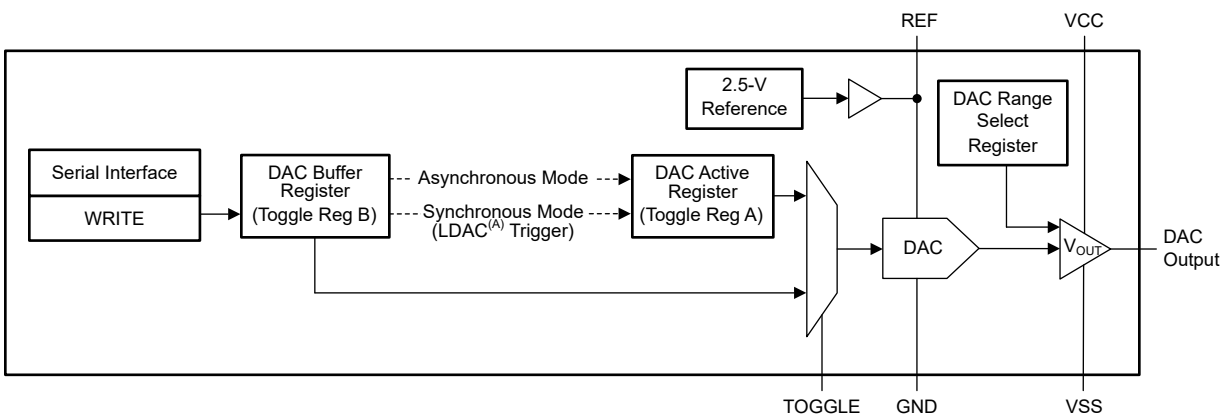 REF
VCC
2.5-V
Reference
DAC Range
Select
Register
Serial Interface
WRITE
DAC Buffer
Register
(Toggle Reg B)
Asynchronous Mode
Synchronous Mode
(LDAC(A) Trigger)
DAC Active
Register
(Toggle Reg A)
DAC
VOUT
DAC
Output
TOGGLE
GND
VSS